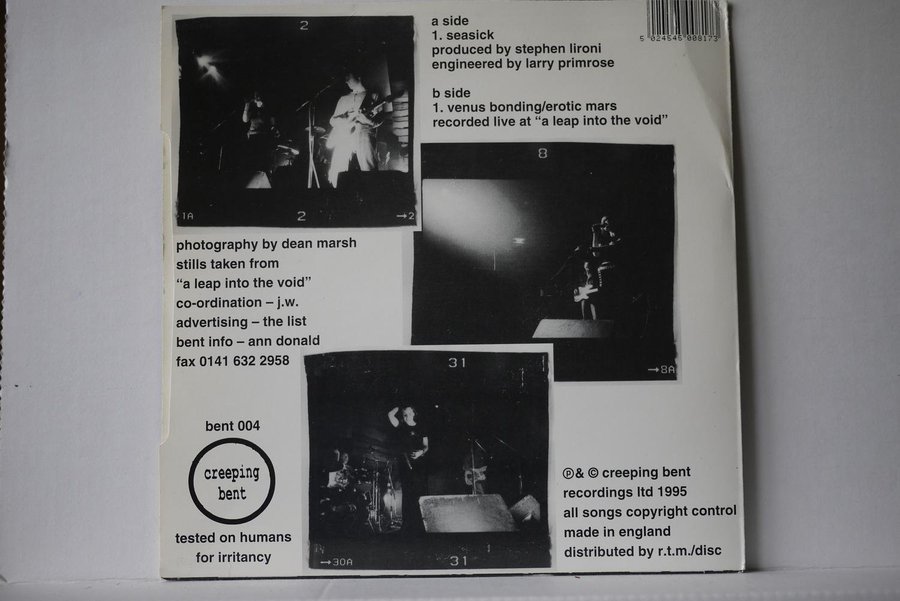 2
1A
2
→2
a side
1. seasick
produced by stephen lironi
engineered by larry primrose
b side
1. venus bonding/erotic mars
recorded live at “a leap into the void”
5 024545 008173
8
→8A
photography by dean marsh
stills taken from
“a leap into the void”
co-ordination – j.w.
advertising – the list
bent info – ann donald
fax 0141 632 2958
31
→30A
31
bent 004
creeping
bent
tested on humans
for irritancy
℗& © creeping bent
recordings ltd 1995
all songs copyright control
made in england
distributed by r.t.m./disc